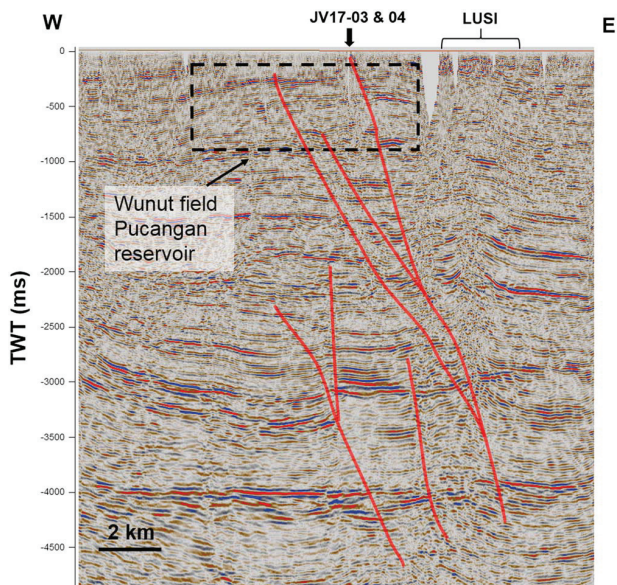 JV17-03 & 04
LUSI
W
E
TWT (ms)
0
-500
-1000
-1500
-2000
-2500
-3000
-3500
-4000
-4500
Wunut field
Pucangan
reservoir
2 km